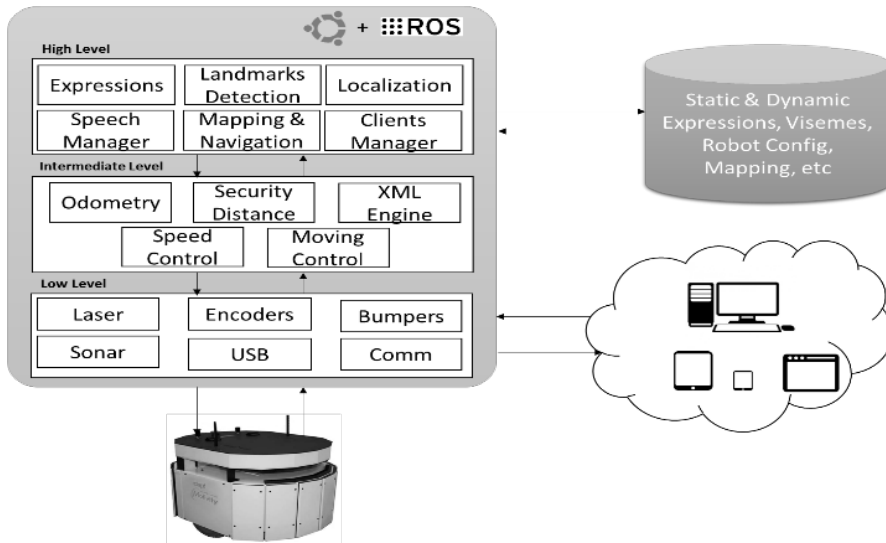 + ROS
High Level
Expressions
Landmarks
Detection
Localization
Speech
Manager
Mapping &
Navigation
Clients
Manager
Intermediate Level
Odometry
Security
Distance
XML
Engine
Speed
Control
Moving
Control
Low Level
Laser
Encoders
Bumpers
Sonar
USB
Comm
Static & Dynamic
Expressions, Visemes,
Robot Config,
Mapping, etc